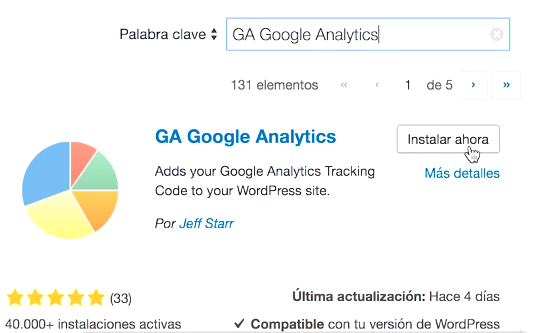 Palabra clave GA Google Analytics
131 elementos « ‹ 1 de 5 › »
GA Google Analytics
Instalar ahora
Adds your Google Analytics Tracking
Code to your WordPress site.
Más detalles
Por Jeff Starr
(33)
Última actualización: Hace 4 días
40.000+ instalaciones activas
✔ Compatible con tu versión de WordPress